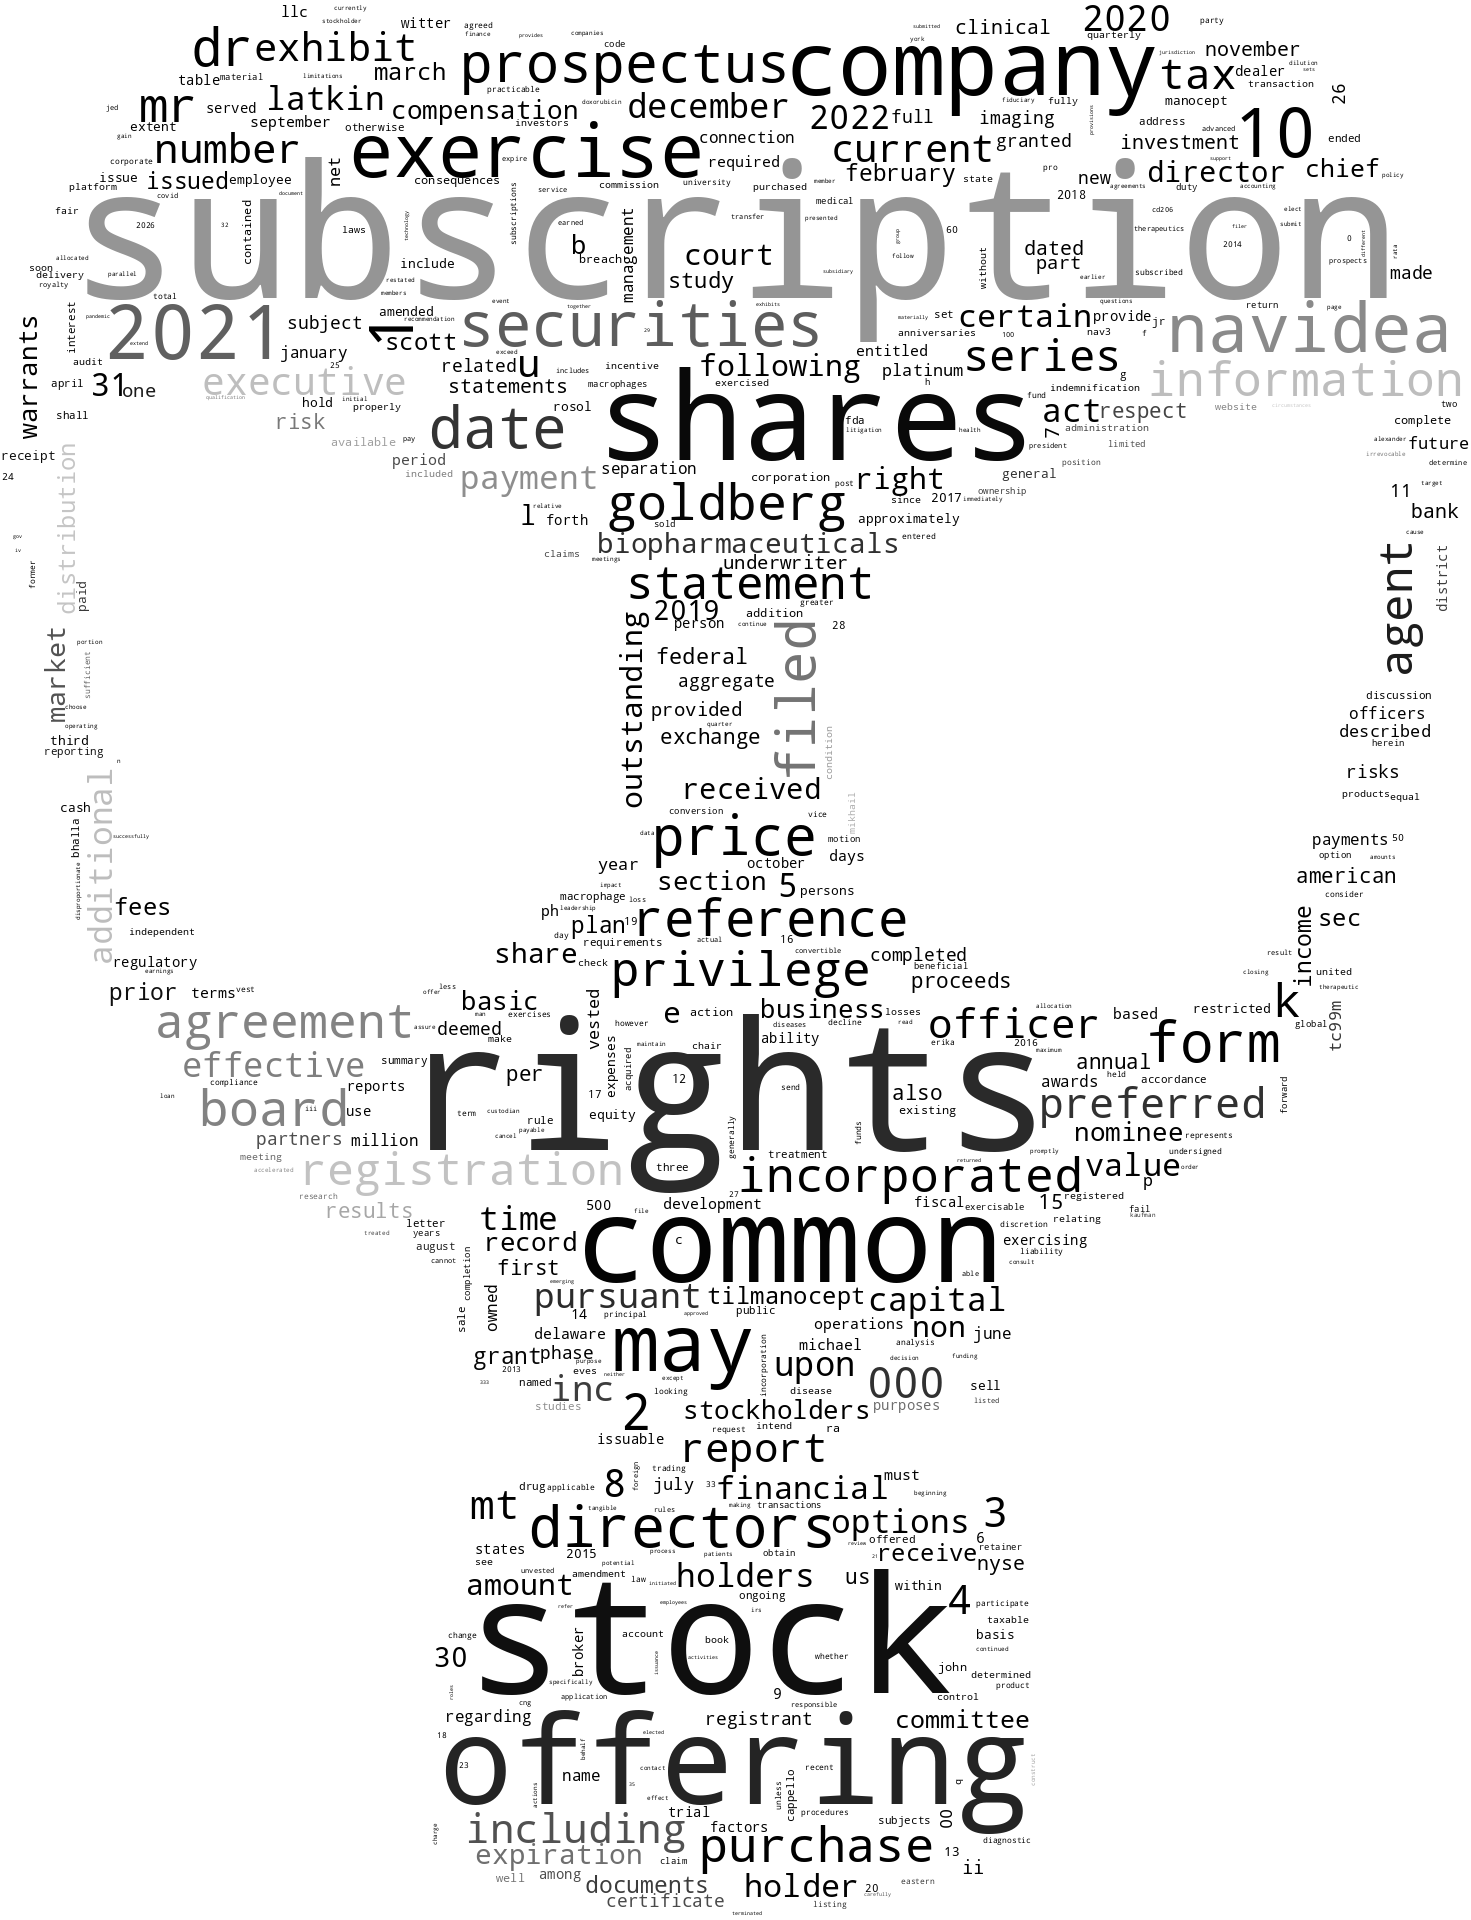 llc currently stockholder witter agreed finance provides companies code submitted york clinical 2020 quarterly party
dr exhibit march prospectus company jurisdiction november dilution sets
table material limitations practicable tax dealer transaction
jed mr served latkin compensation doxorubicin december 2022 full fiduciary fully manocept 26
extent september otherwise investors connection imaging granted provisions address advanced ended
gain corporate number net exercise expire required current investment 10 support
issue issued employee consequences commission university purchased member february state pro new director chief policy
platform covid document subscriptions service medical 2018 agreements duty accounting
fair 2026 32 contained laws technology earned transfer presented group 60 cd206 elect filer submit 0 different rata
subscription
include b breach management court study follow without dated part therapeutics 2014 prospects
soon allocated delivery parallel royalty restated members subsidiary earlier subscribed made
total event together exhibits questions return page
interest pandemic 2021 extend subject amended recommendation 1 scott securities 29 materially set certain provide jr navidea
warrants audit january 25 exceed anniversaries 100 nav3 f
april 31 one executive related u includes incentive following entitled platinum series g information
qualification hold initial properly statements macrophages exercised h fund indemnification
shall risk date rosol shares fda litigation health act respect website circumstances two
available pay 7 administration complete
receipt period included payment separation president limited alexander future
24 corporation post right general position irrevocable determine
distribution l relative forth goldberg since 2017 immediately ownership 11 target
sold approximately bank
gov iv claims biopharmaceuticals meetings entered cause
former paid underwriter agent district
statement greater
2019 addition
outstanding person continue filed 28
market portion sufficient federal
aggregate discussion
choose provided quarter officers
operating third exchange condition described
reporting herein
n received risks
additional cash conversion vice mikhail products equal
bhalla successfully data price motion payments 50
year october days option amounts
disproportionate impact section 5 persons american
fees macrophage loss consider
ph leadership plan 19 reference income sec
independent day requirements actual 16 convertible
regulatory earnings share check privilege completed beneficial result
prior terms vest offer less proceeds closing united therapeutic
basic man exercises vested e action business losses allocation restricted k
agreement assure deemed make however diseases decline read officer based global tc99m
effective summary maintain chair ability erika 2016 maximum form
compliance reports per expenses acquired 12 annual held accordance
loan board iii use term custodian 17 send also awards forward
rule equity existing preferred
partners million cancel payable rights generally funds nominee represents
meeting treatment promptly undersigned
accelerated registration three returned incorporated value order
research 27 p
results 500 development fiscal exercisable 15 registered
treated letter years time file discretion relating fail kaufman
august record common c exercising
cannot completion first liability
able consult
emerging
pursuant tilmanocept capital
sale owned 14 principal approved public
delaware operations non june
grant phase may michael analysis
2013 purpose eves neither incorporation upon decision funding
333 named inc except looking disease 000 sell
studies purposes listed
2 stockholders
issuable request intend ra
report
foreign trading
drug applicable 8 july 33 financial must
mt tangible rules making transactions beginning
directors options 3
states see 2015 process patients obtain review offered 6 retainer
unvested potential 21 receive nyse
amount amendment law initiated holders us within
refer employees ongoing irs 4 participate
stock taxable
change account book basis
30 broker issuance activities whether continued
specifically john determined
roles application 9 product
cng responsible control
regarding registrant committee
18 elected
23 behalf contact recent
offering construct
actions name 35 unless cappello q
effect procedures
trial subjects 00
charge including factors
purchase diagnostic
expiration claim 13
well among ii
documents holder 20 eastern
certificate carefully
terminated listing